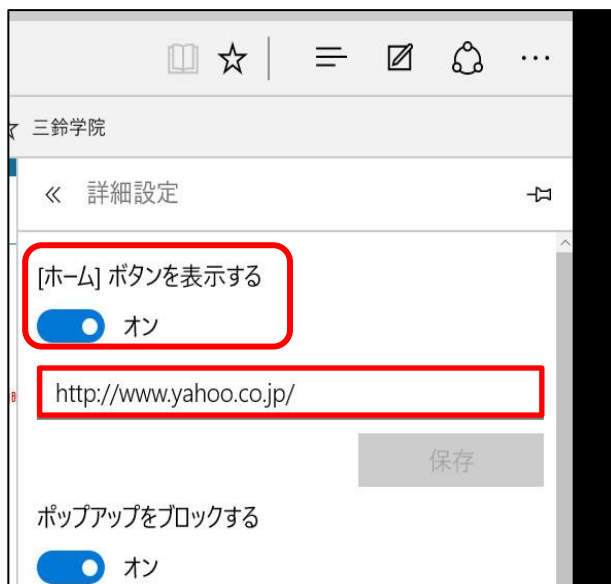 三鈴学院
詳細設定
[ホーム] ボタンを表示する
オン
http://www.yahoo.co.jp/
保存
ポップアップをブロックする
オン